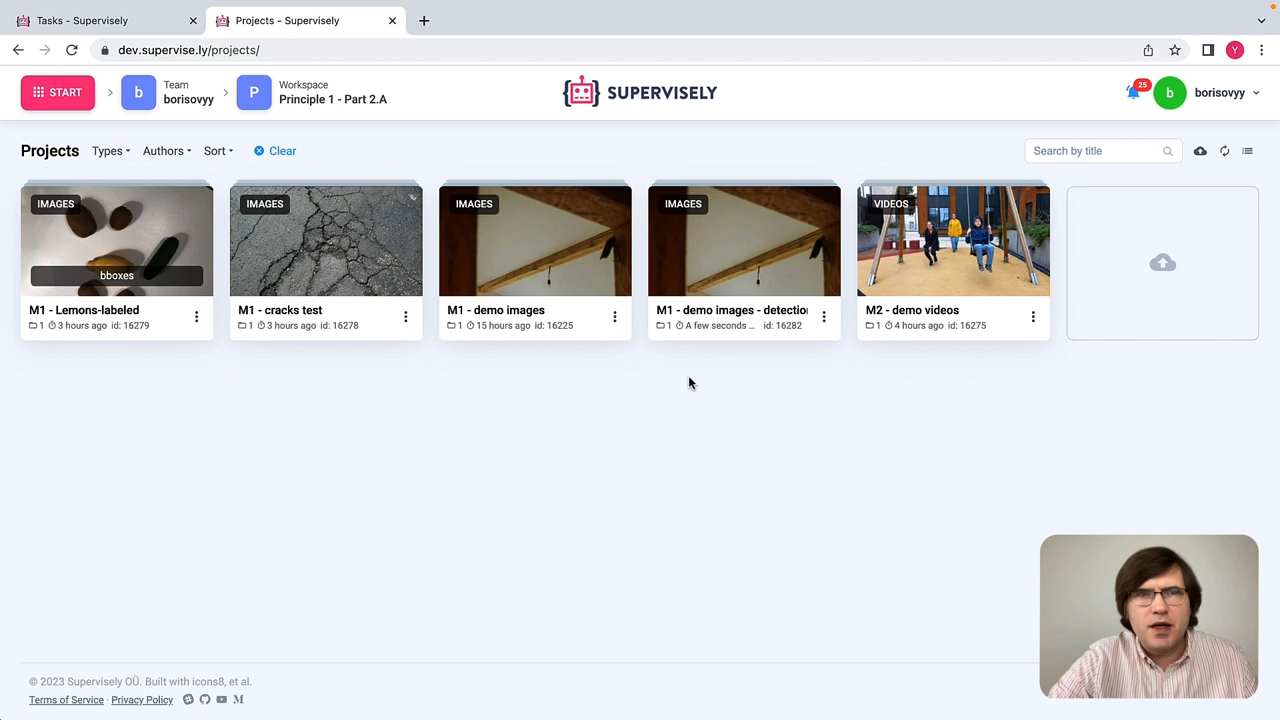 Tasks - Supervisely
Projects - Supervisely
dev.supervise.ly/projects/
Y
START
b
Team
borisovyy
P
Workspace
Principle 1 - Part 2.A
SUPERVISELY
25
b
borisovyy
Projects
Types
Authors
Sort
Clear
Search by title
IMAGES
bboxes
M1 - Lemons-labeled
1 3 hours ago id: 16279
IMAGES
M1 - cracks test
1 3 hours ago id: 16278
IMAGES
M1 - demo images
1 15 hours ago id: 16225
IMAGES
M1 - demo images - detection
1 A few seconds ... id: 16282
VIDEOS
M2 - demo videos
1 4 hours ago id: 16275
© 2023 Supervisely OÜ. Built with icons8, et al.
Terms of Service · Privacy Policy